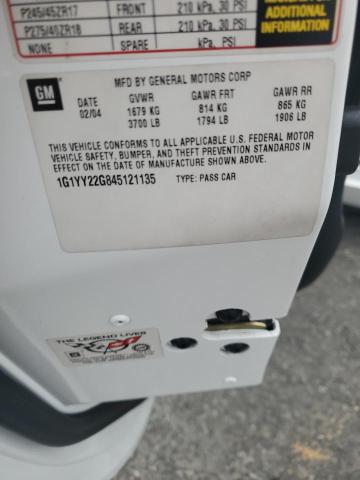 P245/45ZR17 FRONT 210 kPa, 30 PSI
P275/40ZR18 REAR 210 kPa, 30 PSI
NONE SPARE kPa, PSI
ADDITIONAL
INFORMATION
GM
MFD BY GENERAL MOTORS CORP
DATE GVWR GAWR FRT GAWR RR
02/04 1679 KG 814 KG 865 KG
3700 LB 1794 LB 1906 LB
THIS VEHICLE CONFORMS TO ALL APPLICABLE U.S. FEDERAL MOTOR
VEHICLE SAFETY, BUMPER, AND THEFT PREVENTION STANDARDS IN
EFFECT ON THE DATE OF MANUFACTURE SHOWN ABOVE.
1G1YY22G845121135 TYPE: PASS CAR
THE LEGEND LIVES